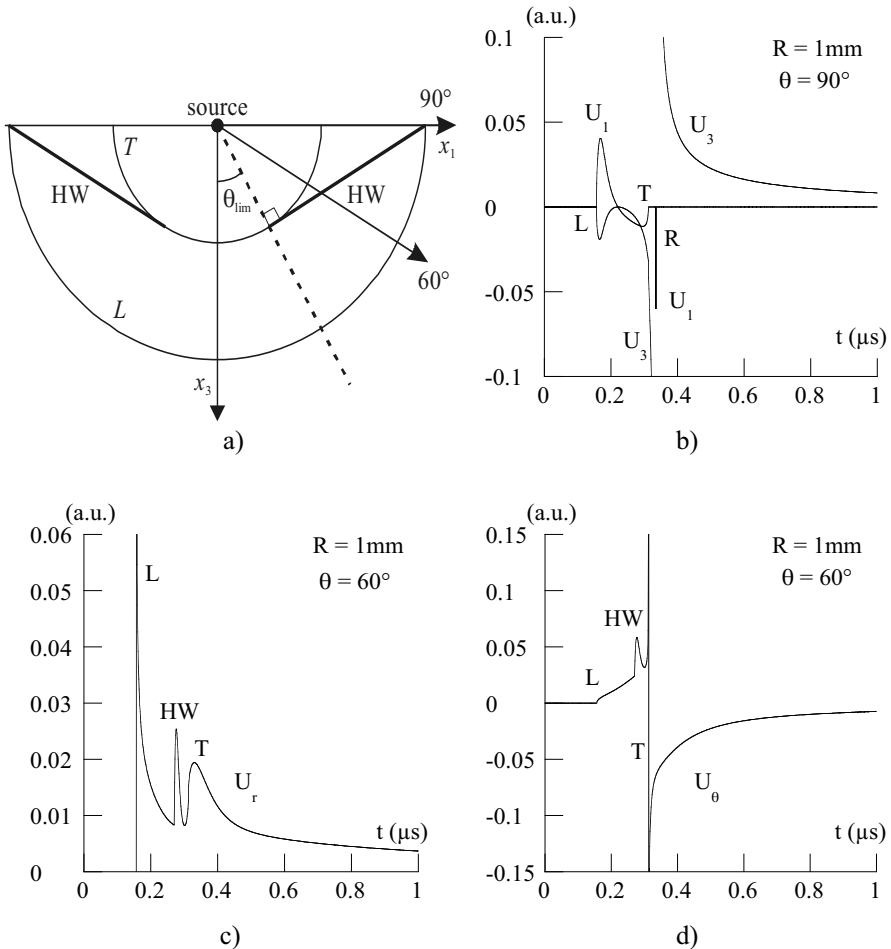 source
90°
x₁
T
HW
θlim
HW
60°
L
x₃
a)
(a.u.)
0.1
R = 1mm
θ = 90°
U₁
0.05
U₃
T
0
L
R
-0.05
U₁
U₃
t (μs)
-0.1
0 0.2 0.4 0.6 0.8 1
b)
(a.u.)
0.06
R = 1mm
θ = 60°
L
0.05
0.04
0.03
HW
T
0.02
Uᵣ
0.01
t (μs)
0
0 0.2 0.4 0.6 0.8 1
c)
(a.u.)
0.15
R = 1mm
θ = 60°
0.1
HW
0.05
L
0
-0.05
T
Uθ
-0.1
t (μs)
-0.15
0 0.2 0.4 0.6 0.8 1
d)